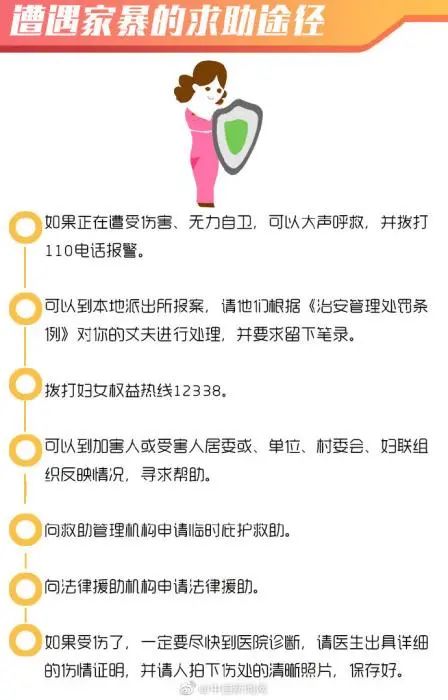 遭遇家暴的求助途径
如果正在遭受伤害、无力自卫，可以大声呼救，并拨打
110电话报警。
可以到本地派出所报案，请他们根据《治安管理处罚条
例》对你的丈夫进行处理，并要求留下笔录。
拨打妇女权益热线12338。
可以到加害人或受害人居委或、单位、村委会、妇联组
织反映情况，寻求帮助。
向救助管理机构申请临时庇护救助。
向法律援助机构申请法律援助。
如果受伤了，一定要尽快到医院诊断，请医生出具详细
的伤情证明，并请人拍下伤处的清晰照片，保存好。
@中国新闻网